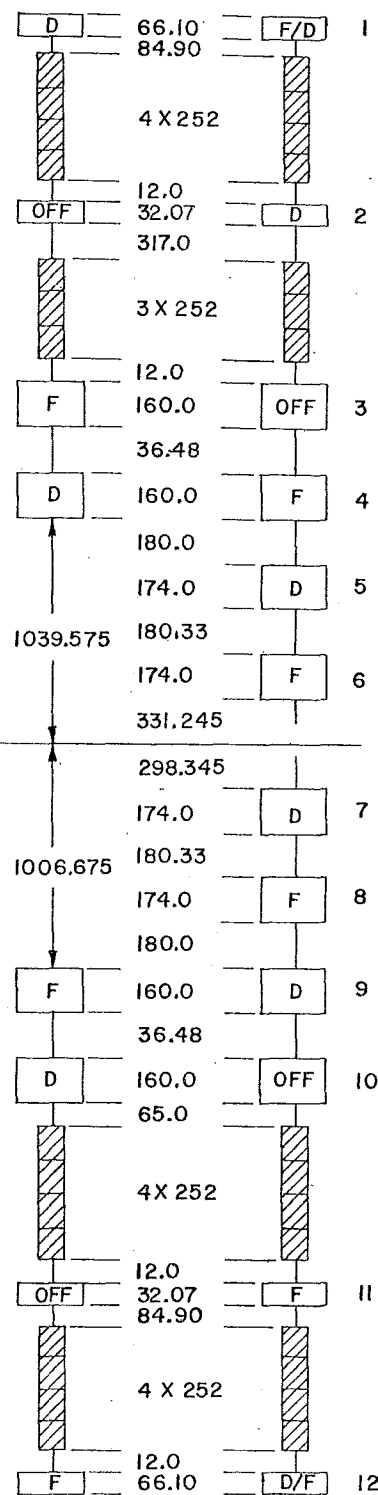 D 66.10 F/D 1
84.90
4 X 252
12.0
OFF 32.07 D 2
317.0
3 X 252
12.0
F 160.0 OFF 3
36.48
D 160.0 F 4
180.0
174.0 D 5
1039.575 180.33
174.0 F 6
331.245
298.345
174.0 D 7
1006.675 180.33
174.0 F 8
180.0
F 160.0 D 9
36.48
D 160.0 OFF 10
65.0
4 X 252
12.0
OFF 32.07 F 11
84.90
4 X 252
12.0
F 66.10 D/F 12